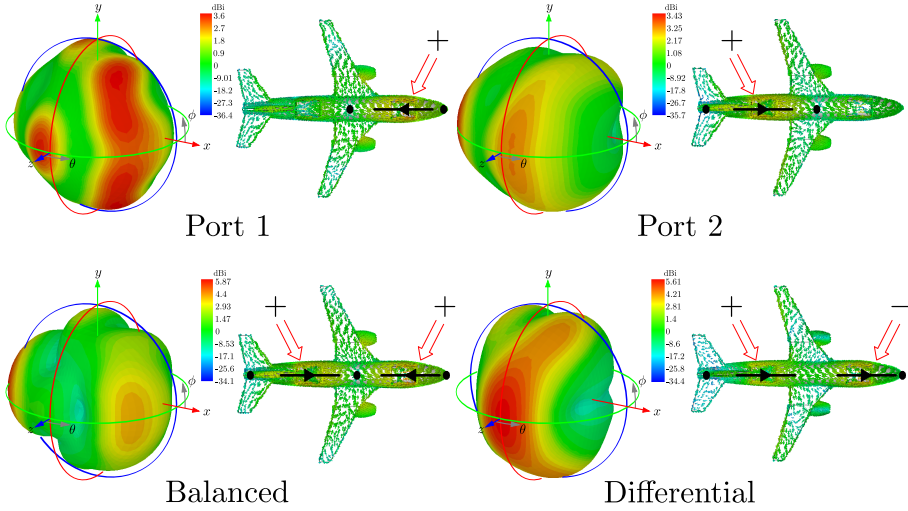 y
dBi
3.6
2.7
1.8
0.9
0
-9.01
-18.2
-27.3
-36.4
+
ϕ
x
z
θ
Port 1
y
dBi
3.43
3.25
2.17
1.08
0
-8.92
-17.8
-26.8
-35.7
+
ϕ
x
z
θ
Port 2
y
dBi
5.87
4.4
2.93
1.47
0
-8.53
-17.1
-25.6
-34.1
+
+
ϕ
x
z
θ
Balanced
y
dBi
5.61
4.21
2.81
1.4
0
-8.61
-17.2
-25.8
-34.4
+
−
ϕ
x
z
θ
Differential